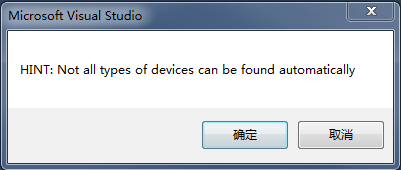 Microsoft Visual Studio
HINT: Not all types of devices can be found automatically
确定 取消